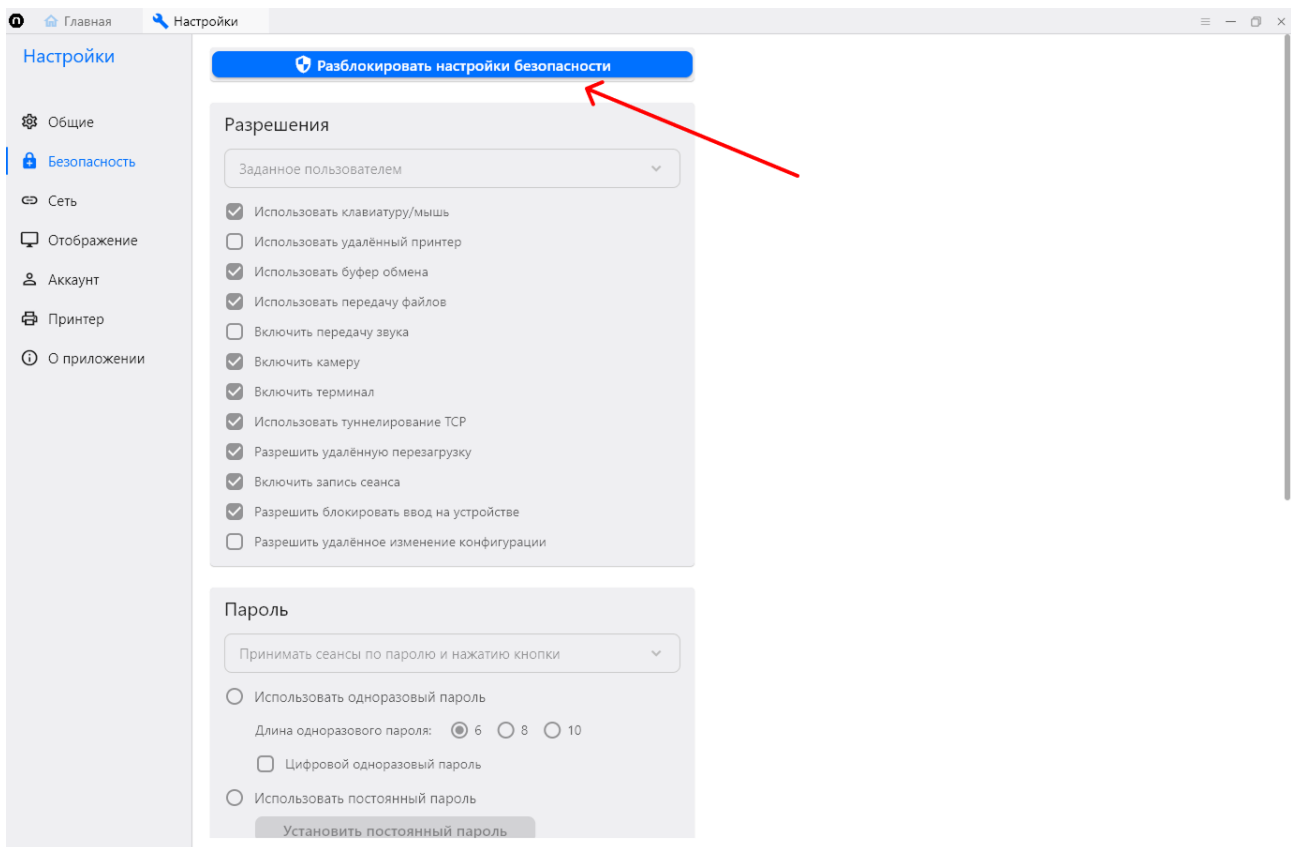 Главная
Настройки
Настройки
Общие
Безопасность
Сеть
Отображение
Аккаунт
Принтер
О приложении
Разблокировать настройки безопасности
Разрешения
Заданное пользователем
Использовать клавиатуру/мышь
Использовать удалённый принтер
Использовать буфер обмена
Использовать передачу файлов
Включить передачу звука
Включить камеру
Включить терминал
Использовать туннелирование TCP
Разрешить удалённую перезагрузку
Включить запись сеанса
Разрешить блокировать ввод на устройстве
Разрешить удалённое изменение конфигурации
Пароль
Принимать сеансы по паролю и нажатию кнопки
Использовать одноразовый пароль
Длина одноразового пароля: 6 8 10
Цифровой одноразовый пароль
Использовать постоянный пароль
Установить постоянный пароль